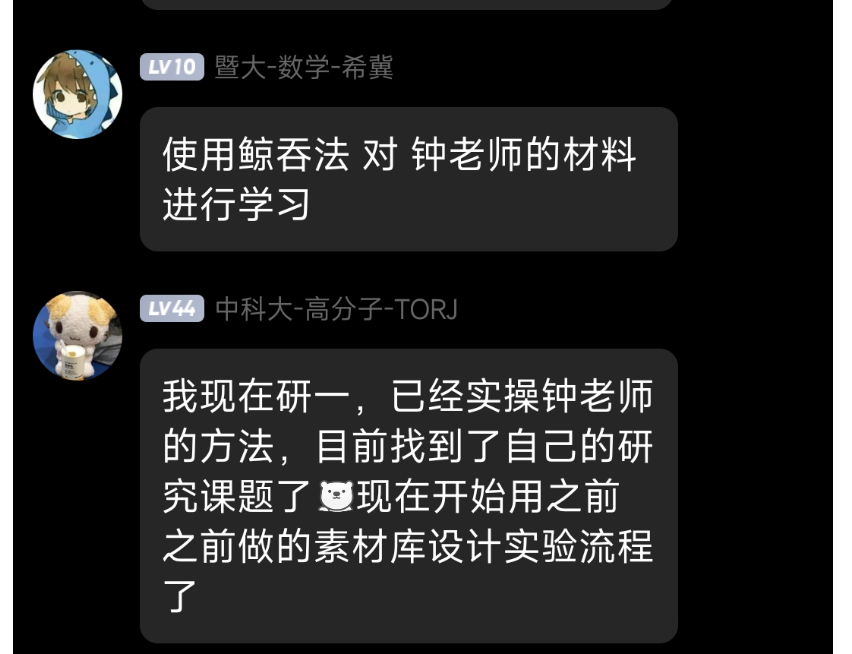 LV10 暨大-数学-希冀
使用鲸吞法 对 钟老师的材料
进行学习
LV44 中科大-高分子-TORJ
我现在研一，已经实操钟老师
的方法，目前找到了自己的研
究课题了现在开始用之前
之前做的素材库设计实验流程
了